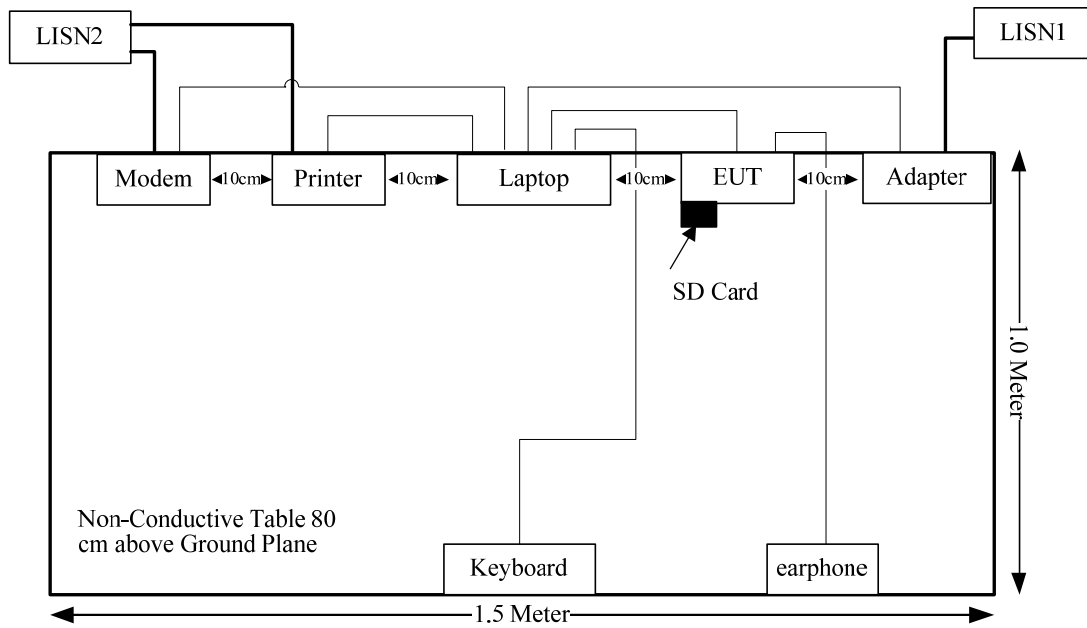 LISN2
LISN1
Modem
10cm
Printer
10cm
Laptop
10cm
EUT
10cm
Adapter
SD Card
1.0 Meter
Non-Conductive Table 80
cm above Ground Plane
Keyboard
earphone
1.5 Meter